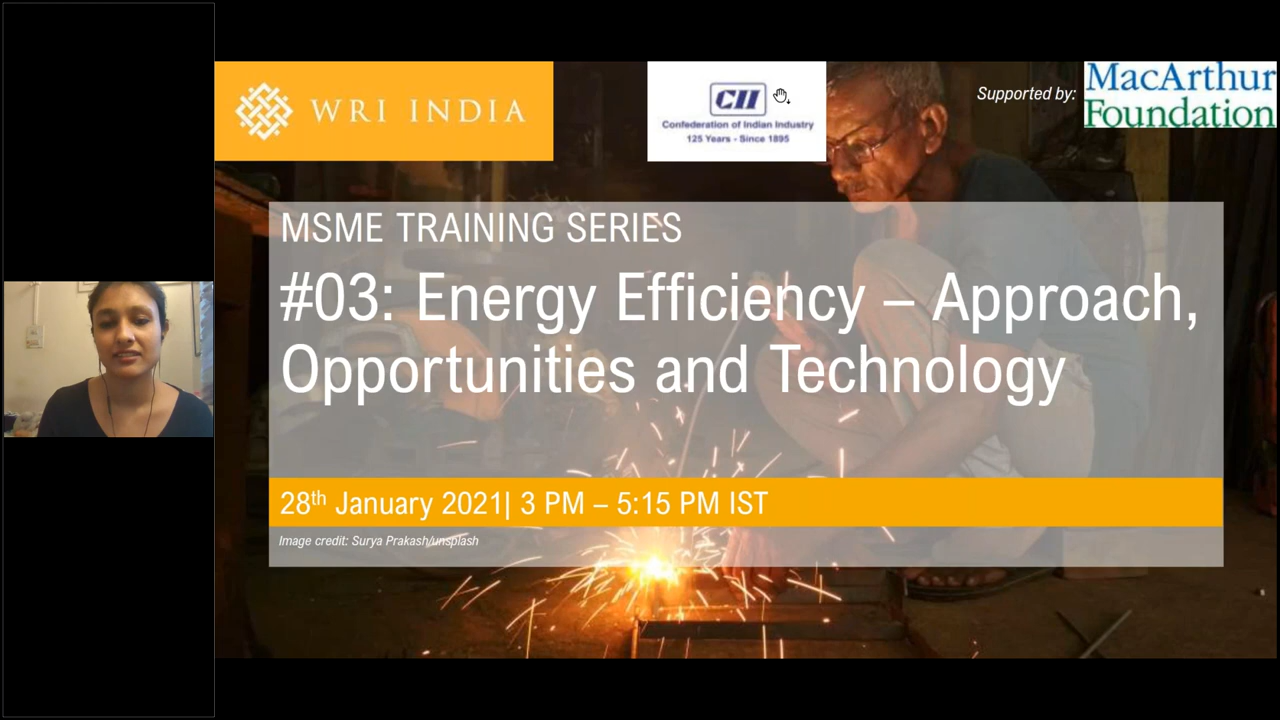 WRI INDIA
CII
Confederation of Indian Industry
125 Years - Since 1895
Supported by:
MacArthur
Foundation
MSME TRAINING SERIES
#03: Energy Efficiency – Approach,
Opportunities and Technology
28th January 2021| 3 PM – 5:15 PM IST
Image credit: Surya Prakash/unsplash